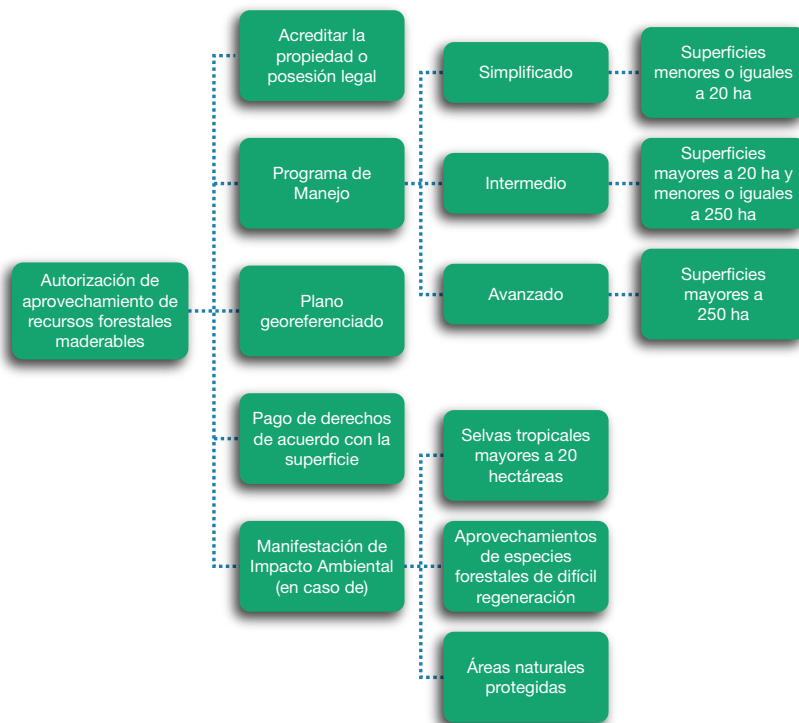 Autorización de
aprovechamiento de
recursos forestales
maderables
Acreditar la
propiedad o
posesión legal
Programa de
Manejo
Simplificado
Superficies
menores o iguales
a 20 ha
Intermedio
Superficies
mayores a 20 ha y
menores o iguales
a 250 ha
Avanzado
Superficies
mayores a
250 ha
Plano
georeferenciado
Pago de derechos
de acuerdo con la
superficie
Manifestación de
Impacto Ambiental
(en caso de)
Selvas tropicales
mayores a 20
hectáreas
Aprovechamientos
de especies
forestales de difícil
regeneración
Áreas naturales
protegidas